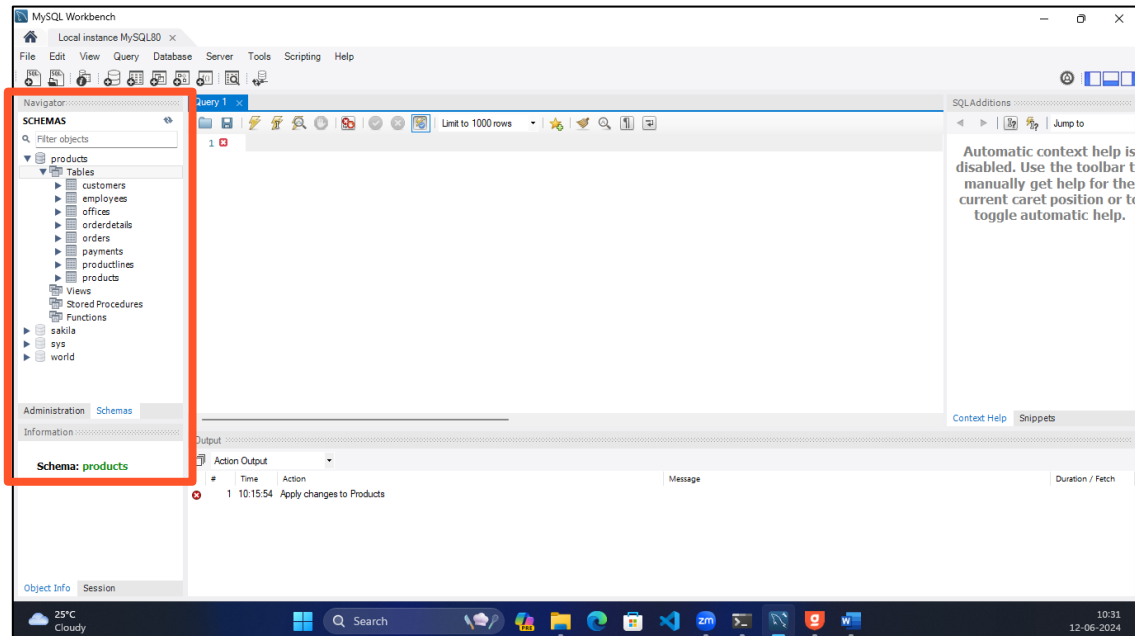 MySQL Workbench
Local instance MySQL80
File Edit View Query Database Server Tools Scripting Help
Navigator
SCHEMAS
Filter objects
products
Tables
customers
employees
offices
orderdetails
orders
payments
productlines
products
Views
Stored Procedures
Functions
sakila
sys
world
Administration Schemas
Information
Schema: products
Object Info Session
Query 1
Limit to 1000 rows
1
Output
Action Output
# Time Action Message Duration / Fetch
1 10:15:54 Apply changes to Products
SQLAdditions
Jump to
Automatic context help is
disabled. Use the toolbar t
manually get help for the
current caret position or to
toggle automatic help.
Context Help Snippets
25°C
Cloudy
Search
PRE
zm
10:31
12-06-2024